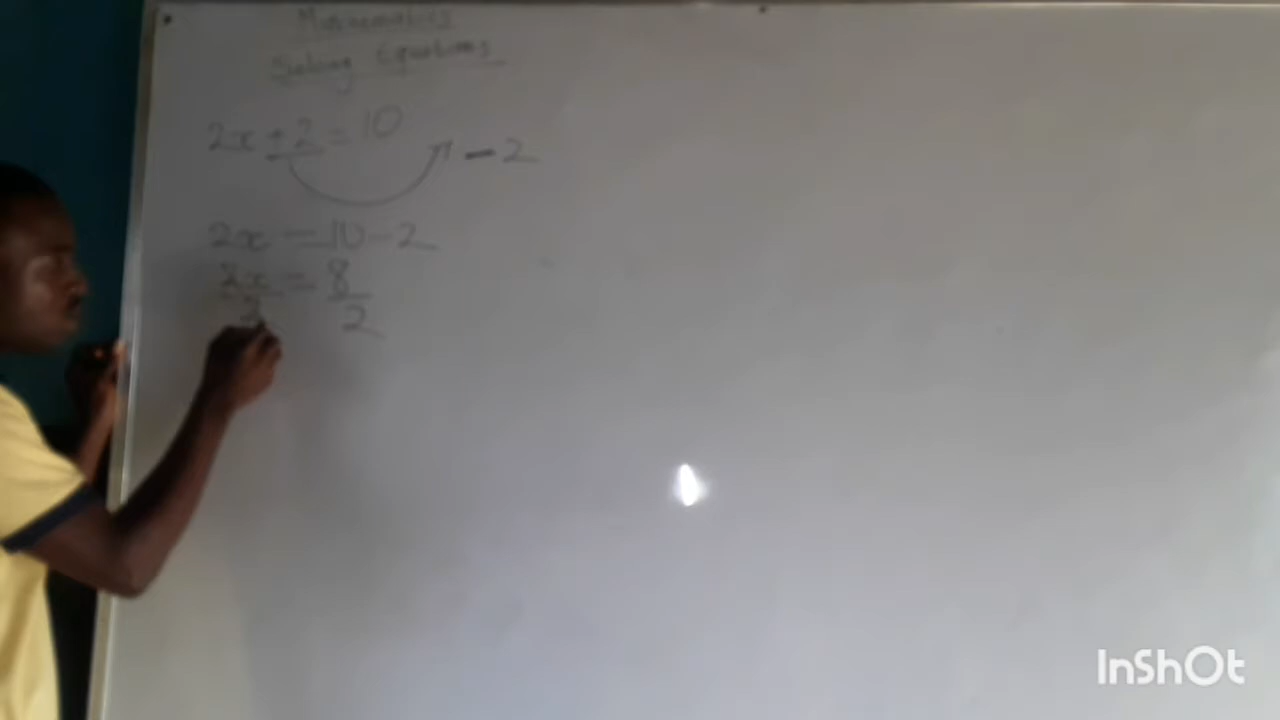 Mathematics
Solving Equations
2x + 2 = 10
- 2
2x = 10 - 2
2x = 8
2 2
InShOt